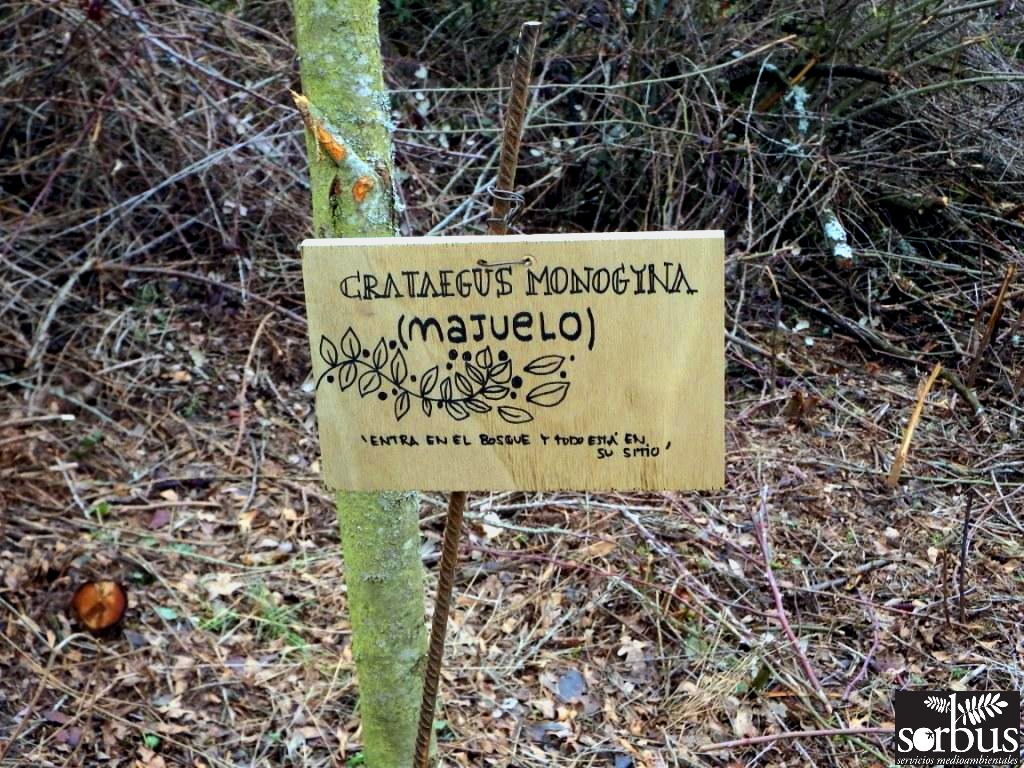 CRATAEGUS MONOGYNA
(MAJUELO)
'ENTRA EN EL BOSQUE Y TODO ESTÁ EN
SU SITIO'
sorbus
servicios medioambientales